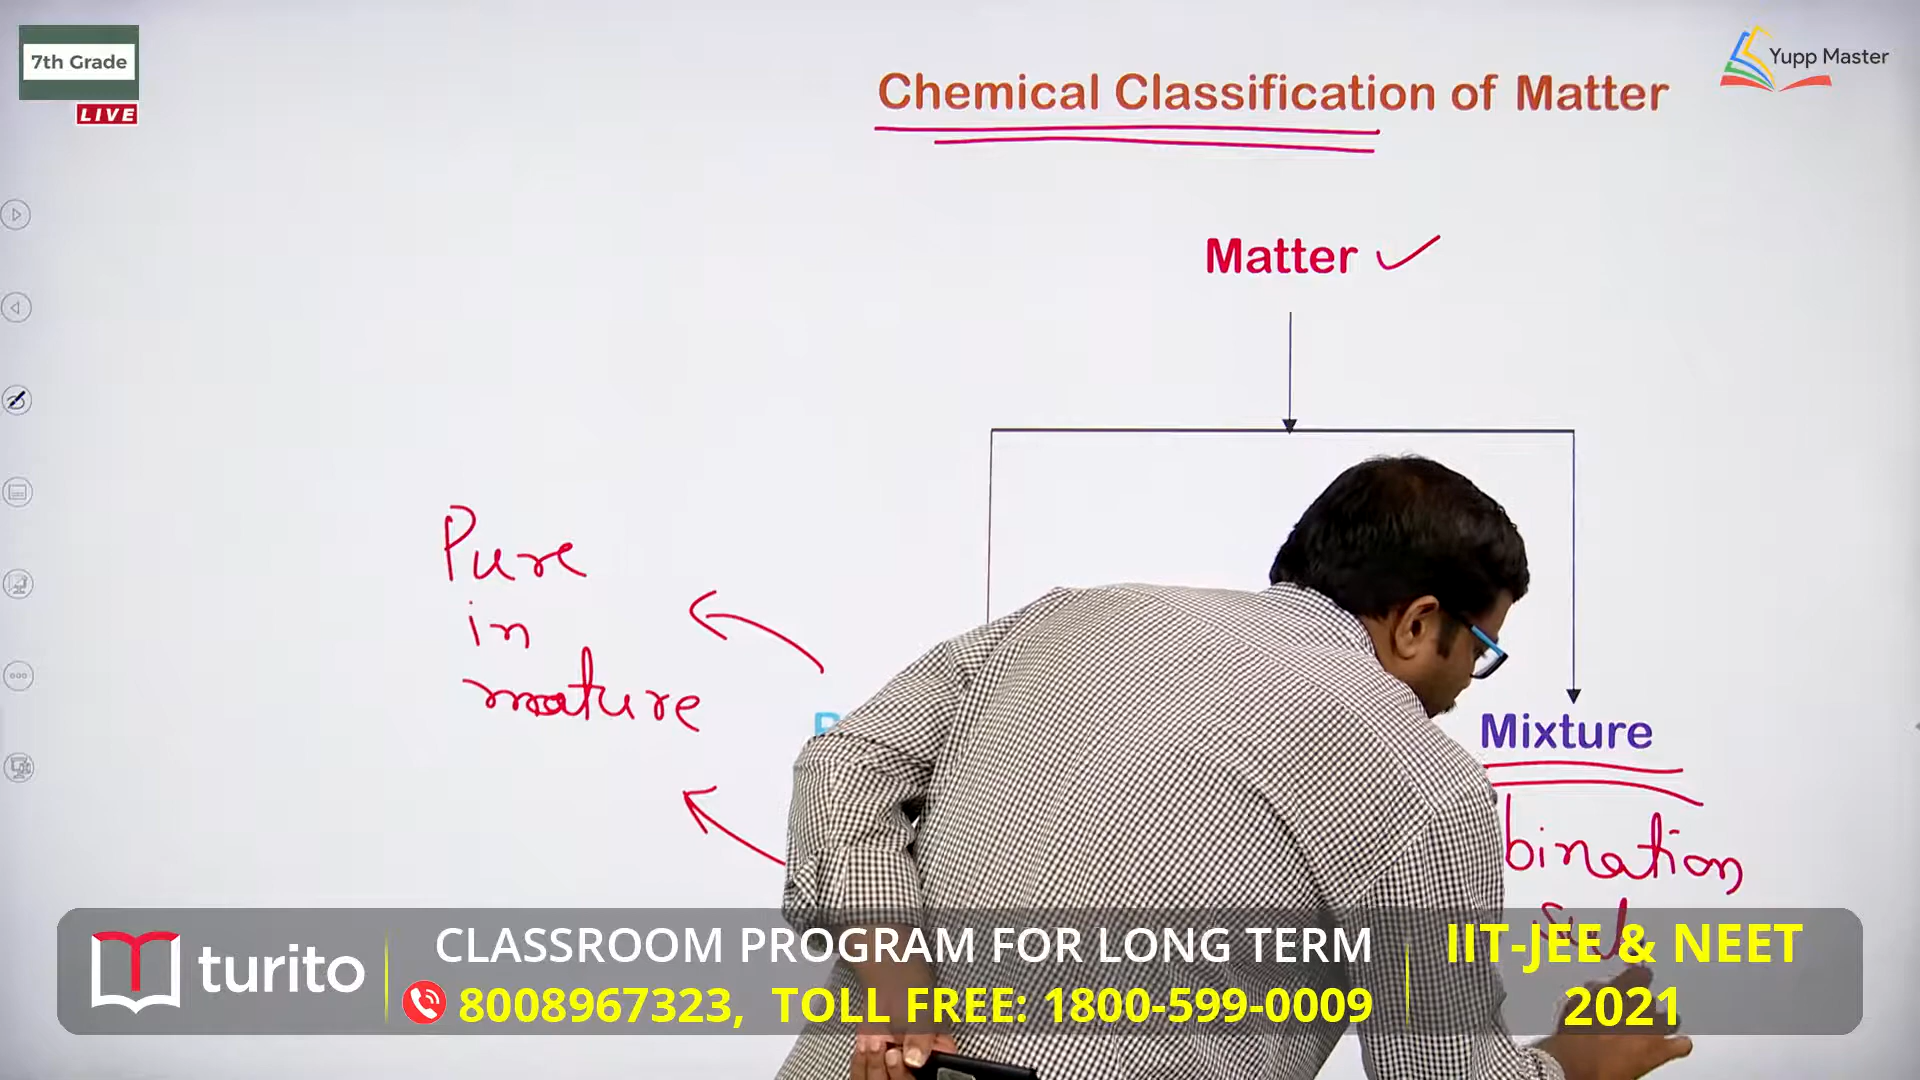 7th Grade
LIVE
Yupp Master
Chemical Classification of Matter
Matter
Pure
in
nature
Mixture
bination
turito
CLASSROOM PROGRAM FOR LONG TERM
8008967323, TOLL FREE: 1800-599-0009
IIT-JEE & NEET
2021